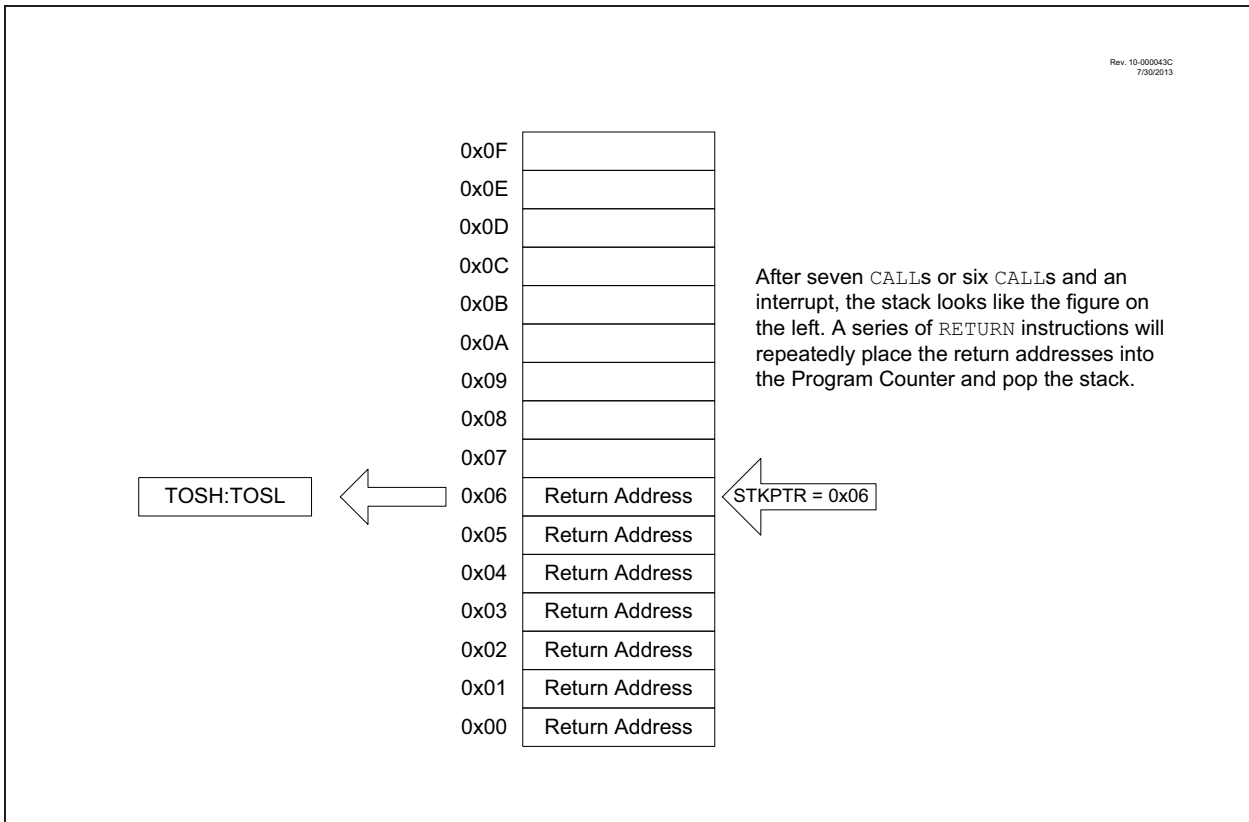 Rev. 10-000043C
7/30/2013
0x0F
0x0E
0x0D
0x0C
0x0B
0x0A
0x09
0x08
0x07
After seven CALLs or six CALLs and an
interrupt, the stack looks like the figure on
the left. A series of RETURN instructions will
repeatedly place the return addresses into
the Program Counter and pop the stack.
TOSH:TOSL
0x06 Return Address
STKPTR = 0x06
0x05 Return Address
0x04 Return Address
0x03 Return Address
0x02 Return Address
0x01 Return Address
0x00 Return Address